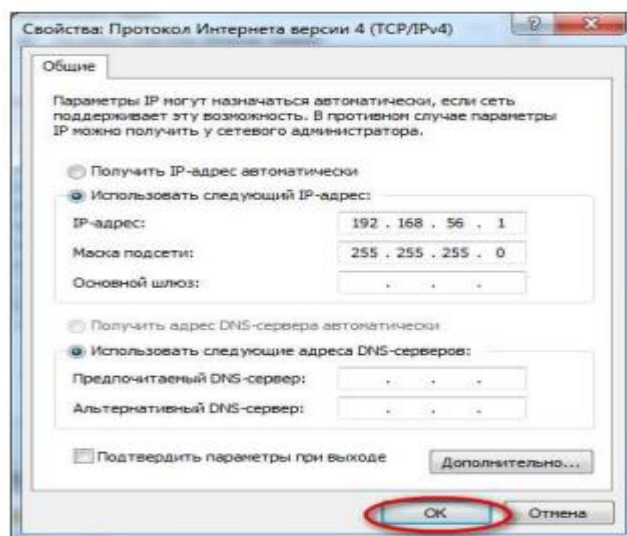 Свойства: Протокол Интернета версии 4 (TCP/IPv4)
Общие
Параметры IP могут назначаться автоматически, если сеть
поддерживает эту возможность. В противном случае параметры
IP можно получить у сетевого администратора.
Получить IP-адрес автоматически
Использовать следующий IP-адрес:
IP-адрес: 192 . 168 . 56 . 1
Маска подсети: 255 . 255 . 255 . 0
Основной шлюз: . . .
Получить адрес DNS-сервера автоматически
Использовать следующие адреса DNS-серверов:
Предпочитаемый DNS-сервер: . . .
Альтернативный DNS-сервер: . . .
Подтвердить параметры при выходе Дополнительно...
ОК Отмена